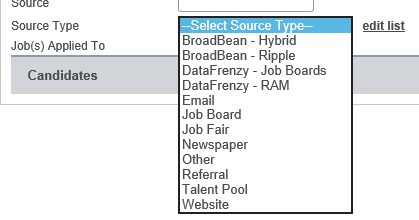 Source
Source Type
--Select Source Type--
edit list
BroadBean - Hybrid
BroadBean - Ripple
DataFrenzy - Job Boards
DataFrenzy - RAM
Email
Job Board
Job Fair
Newspaper
Other
Referral
Talent Pool
Website
Job(s) Applied To
Candidates